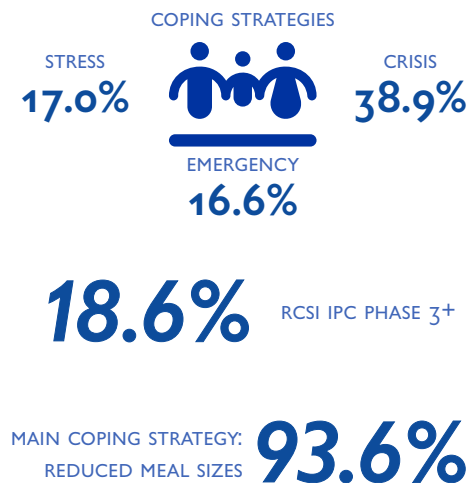 COPING STRATEGIES
STRESS
17.0%
CRISIS
38.9%
EMERGENCY
16.6%
18.6% RCSI IPC PHASE 3+
MAIN COPING STRATEGY:
REDUCED MEAL SIZES
93.6%